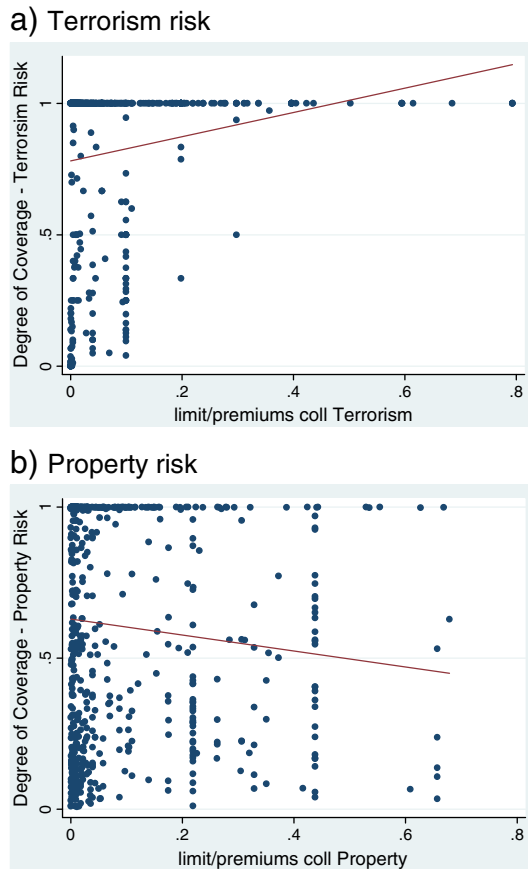 a) Terrorism risk
Degree of Coverage - Terrorsim Risk
1
.5
0
0 .2 .4 .6 .8
limit/premiums coll Terrorism
b) Property risk
Degree of Coverage - Property Risk
1
.5
0
0 .2 .4 .6 .8
limit/premiums coll Property